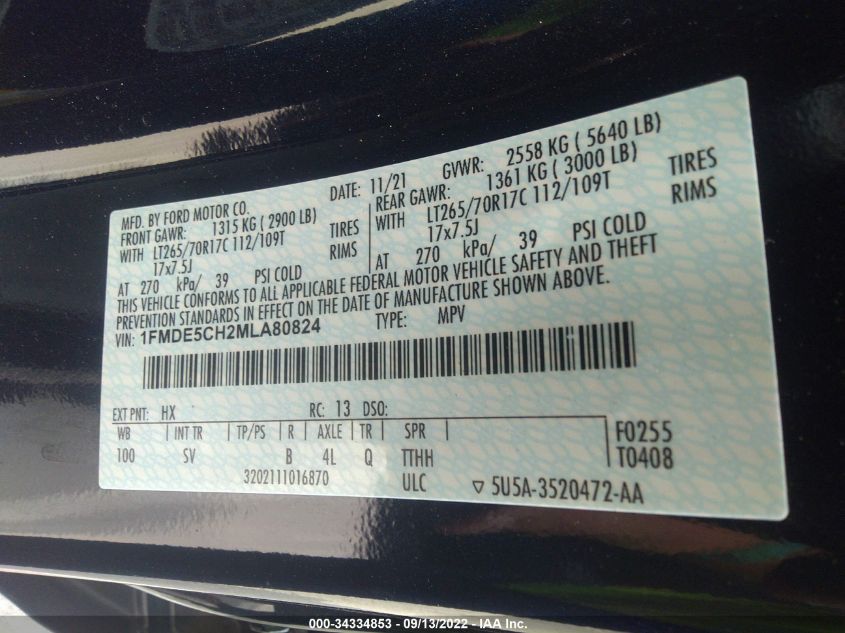 MFD. BY FORD MOTOR CO. DATE: 11/21 GVWR: 2558 KG ( 5640 LB)
FRONT GAWR: 1315 KG ( 2900 LB) REAR GAWR: 1361 KG ( 3000 LB)
WITH LT265/70R17C 112/109T TIRES WITH LT265/70R17C 112/109T TIRES
17x7.5J RIMS 17x7.5J RIMS
AT 270 kPa/ 39 PSI COLD AT 270 kPa/ 39 PSI COLD
THIS VEHICLE CONFORMS TO ALL APPLICABLE FEDERAL MOTOR VEHICLE SAFETY AND THEFT
PREVENTION STANDARDS IN EFFECT ON THE DATE OF MANUFACTURE SHOWN ABOVE.
VIN: 1FMDE5CH2MLA80824 TYPE: MPV
EXT PNT: HX RC: 13 DSO:
WB INT TR TP/PS R AXLE TR SPR F0255
100 SV B 4L Q TTHH T0408
3202111016870 ULC ▽ 5U5A-3520472-AA
000-34334853 - 09/13/2022 - IAA Inc.